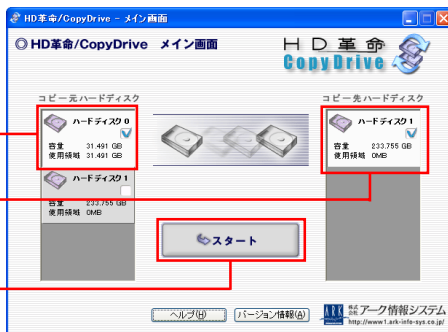 HD革命/CopyDrive - メイン画面
◎HD革命/CopyDrive メイン画面
HD革命
CopyDrive
コピー元ハードディスク
コピー先ハードディスク
ハードディスク 0
容量 31.491 GB
使用領域 31.491 GB
ハードディスク 1
容量 233.755 GB
使用領域 0MB
ハードディスク 1
容量 233.755 GB
使用領域 0MB
スタート
ヘルプ(H)
バージョン情報(A)
ARK 株式会社 アーク情報システム
http://www1.ark-info-sys.co.jp/